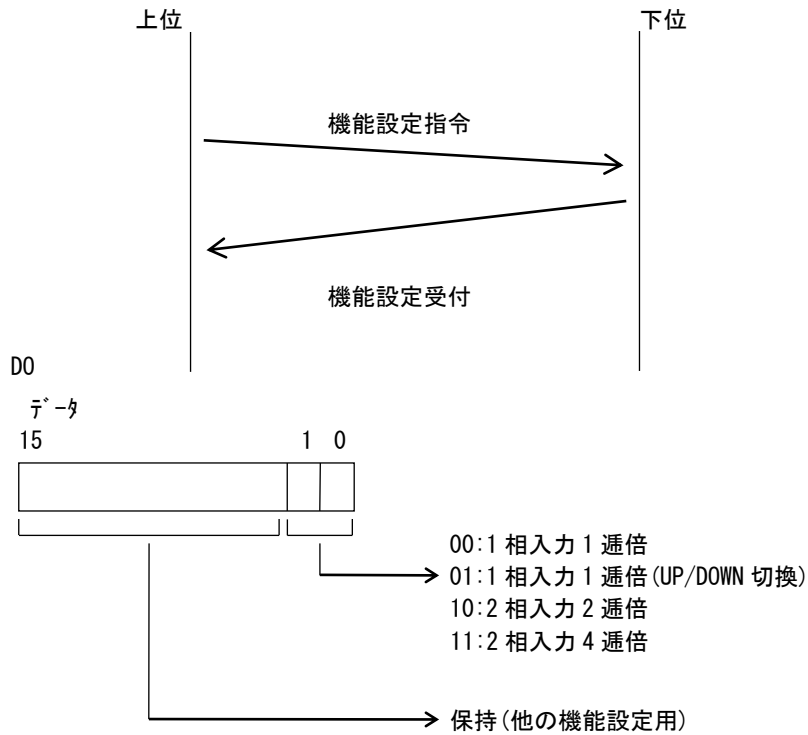 上位 下位
機能設定指令
機能設定受付
DO
ﾃﾞｰﾀ
15 1 0
00:1 相入力 1 逓倍
01:1 相入力 1 逓倍(UP/DOWN 切換)
10:2 相入力 2 逓倍
11:2 相入力 4 逓倍
保持(他の機能設定用)